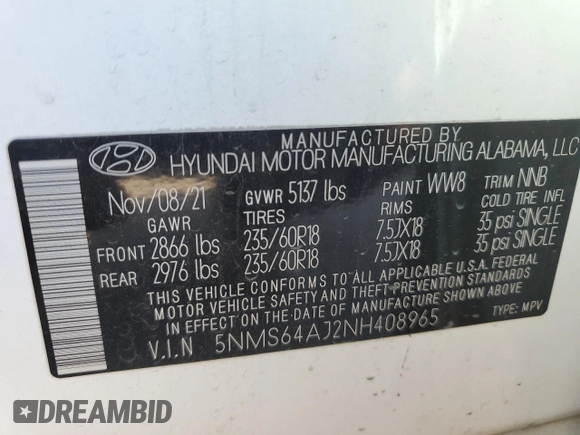 MANUFACTURED BY
HYUNDAI MOTOR MANUFACTURING ALABAMA, LLC
Nov/08/21 GVWR 5137 lbs PAINT WW8 TRIM NNB
GAWR TIRES RIMS COLD TIRE INFL
FRONT 2866 lbs 235/60R18 7.5JX18 35 psi SINGLE
REAR 2976 lbs 235/60R18 7.5JX18 35 psi SINGLE
THIS VEHICLE CONFORMS TO ALL APPLICABLE U.S.A. FEDERAL
MOTOR VEHICLE SAFETY AND THEFT PREVENTION STANDARDS
IN EFFECT ON THE DATE OF MANUFACTURE SHOWN ABOVE.
V.I.N 5NMS64AJ2NH408965 TYPE: MPV
DREAMBID